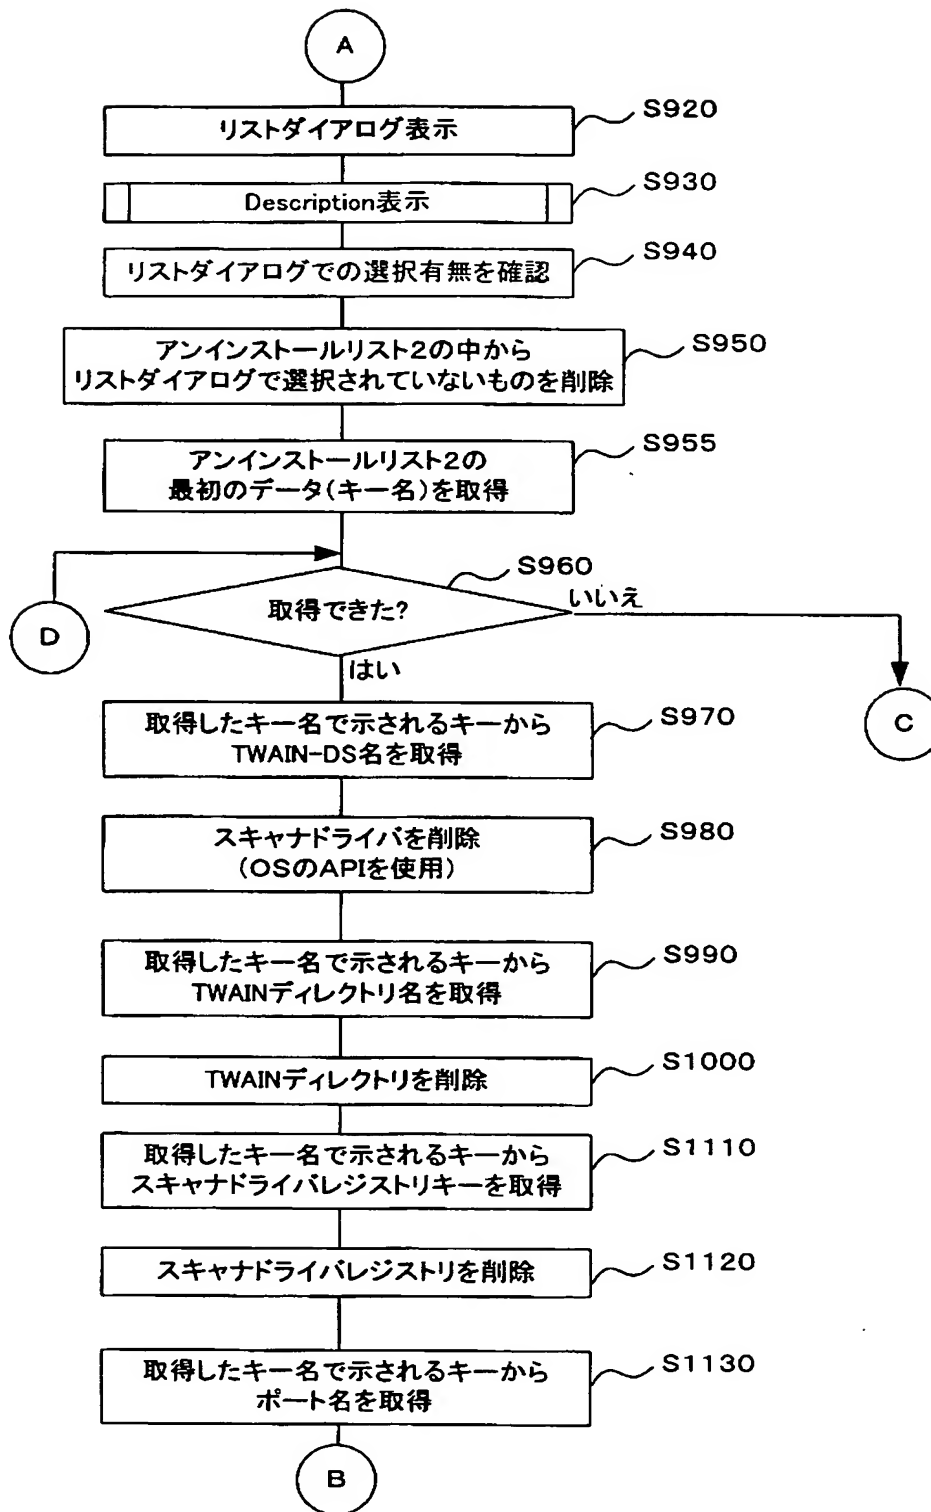 A
リストダイアログ表示
S920
Description表示
S930
リストダイアログでの選択有無を確認
S940
アンインストールリスト2の中から
リストダイアログで選択されていないものを削除
S950
アンインストールリスト2の
最初のデータ(キー名)を取得
S955
S960
取得できた?
いいえ
D
はい
C
取得したキー名で示されるキーから
TWAIN-DS名を取得
S970
スキャナドライバを削除
(OSのAPIを使用)
S980
取得したキー名で示されるキーから
TWAINディレクトリ名を取得
S990
TWAINディレクトリを削除
S1000
取得したキー名で示されるキーから
スキャナドライバレジストリキーを取得
S1110
スキャナドライバレジストリを削除
S1120
取得したキー名で示されるキーから
ポート名を取得
S1130
B